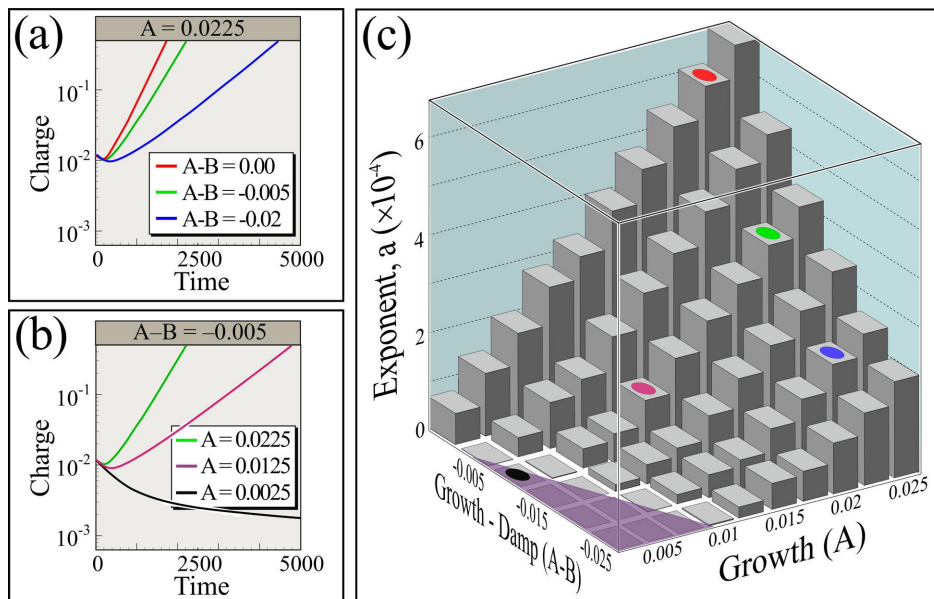 (a)
A = 0.0225
Charge
10⁻¹
10⁻²
10⁻³
A-B = 0.00
A-B = -0.005
A-B = -0.02
0
2500
5000
Time
(b)
A–B = –0.005
Charge
10⁻¹
10⁻²
10⁻³
A = 0.0225
A = 0.0125
A = 0.0025
0
2500
5000
Time
(c)
Exponent, a (×10⁻⁴)
6
4
2
0
-0.005
-0.015
-0.025
Growth - Damp (A-B)
0.005
0.01
0.015
0.02
0.025
Growth (A)